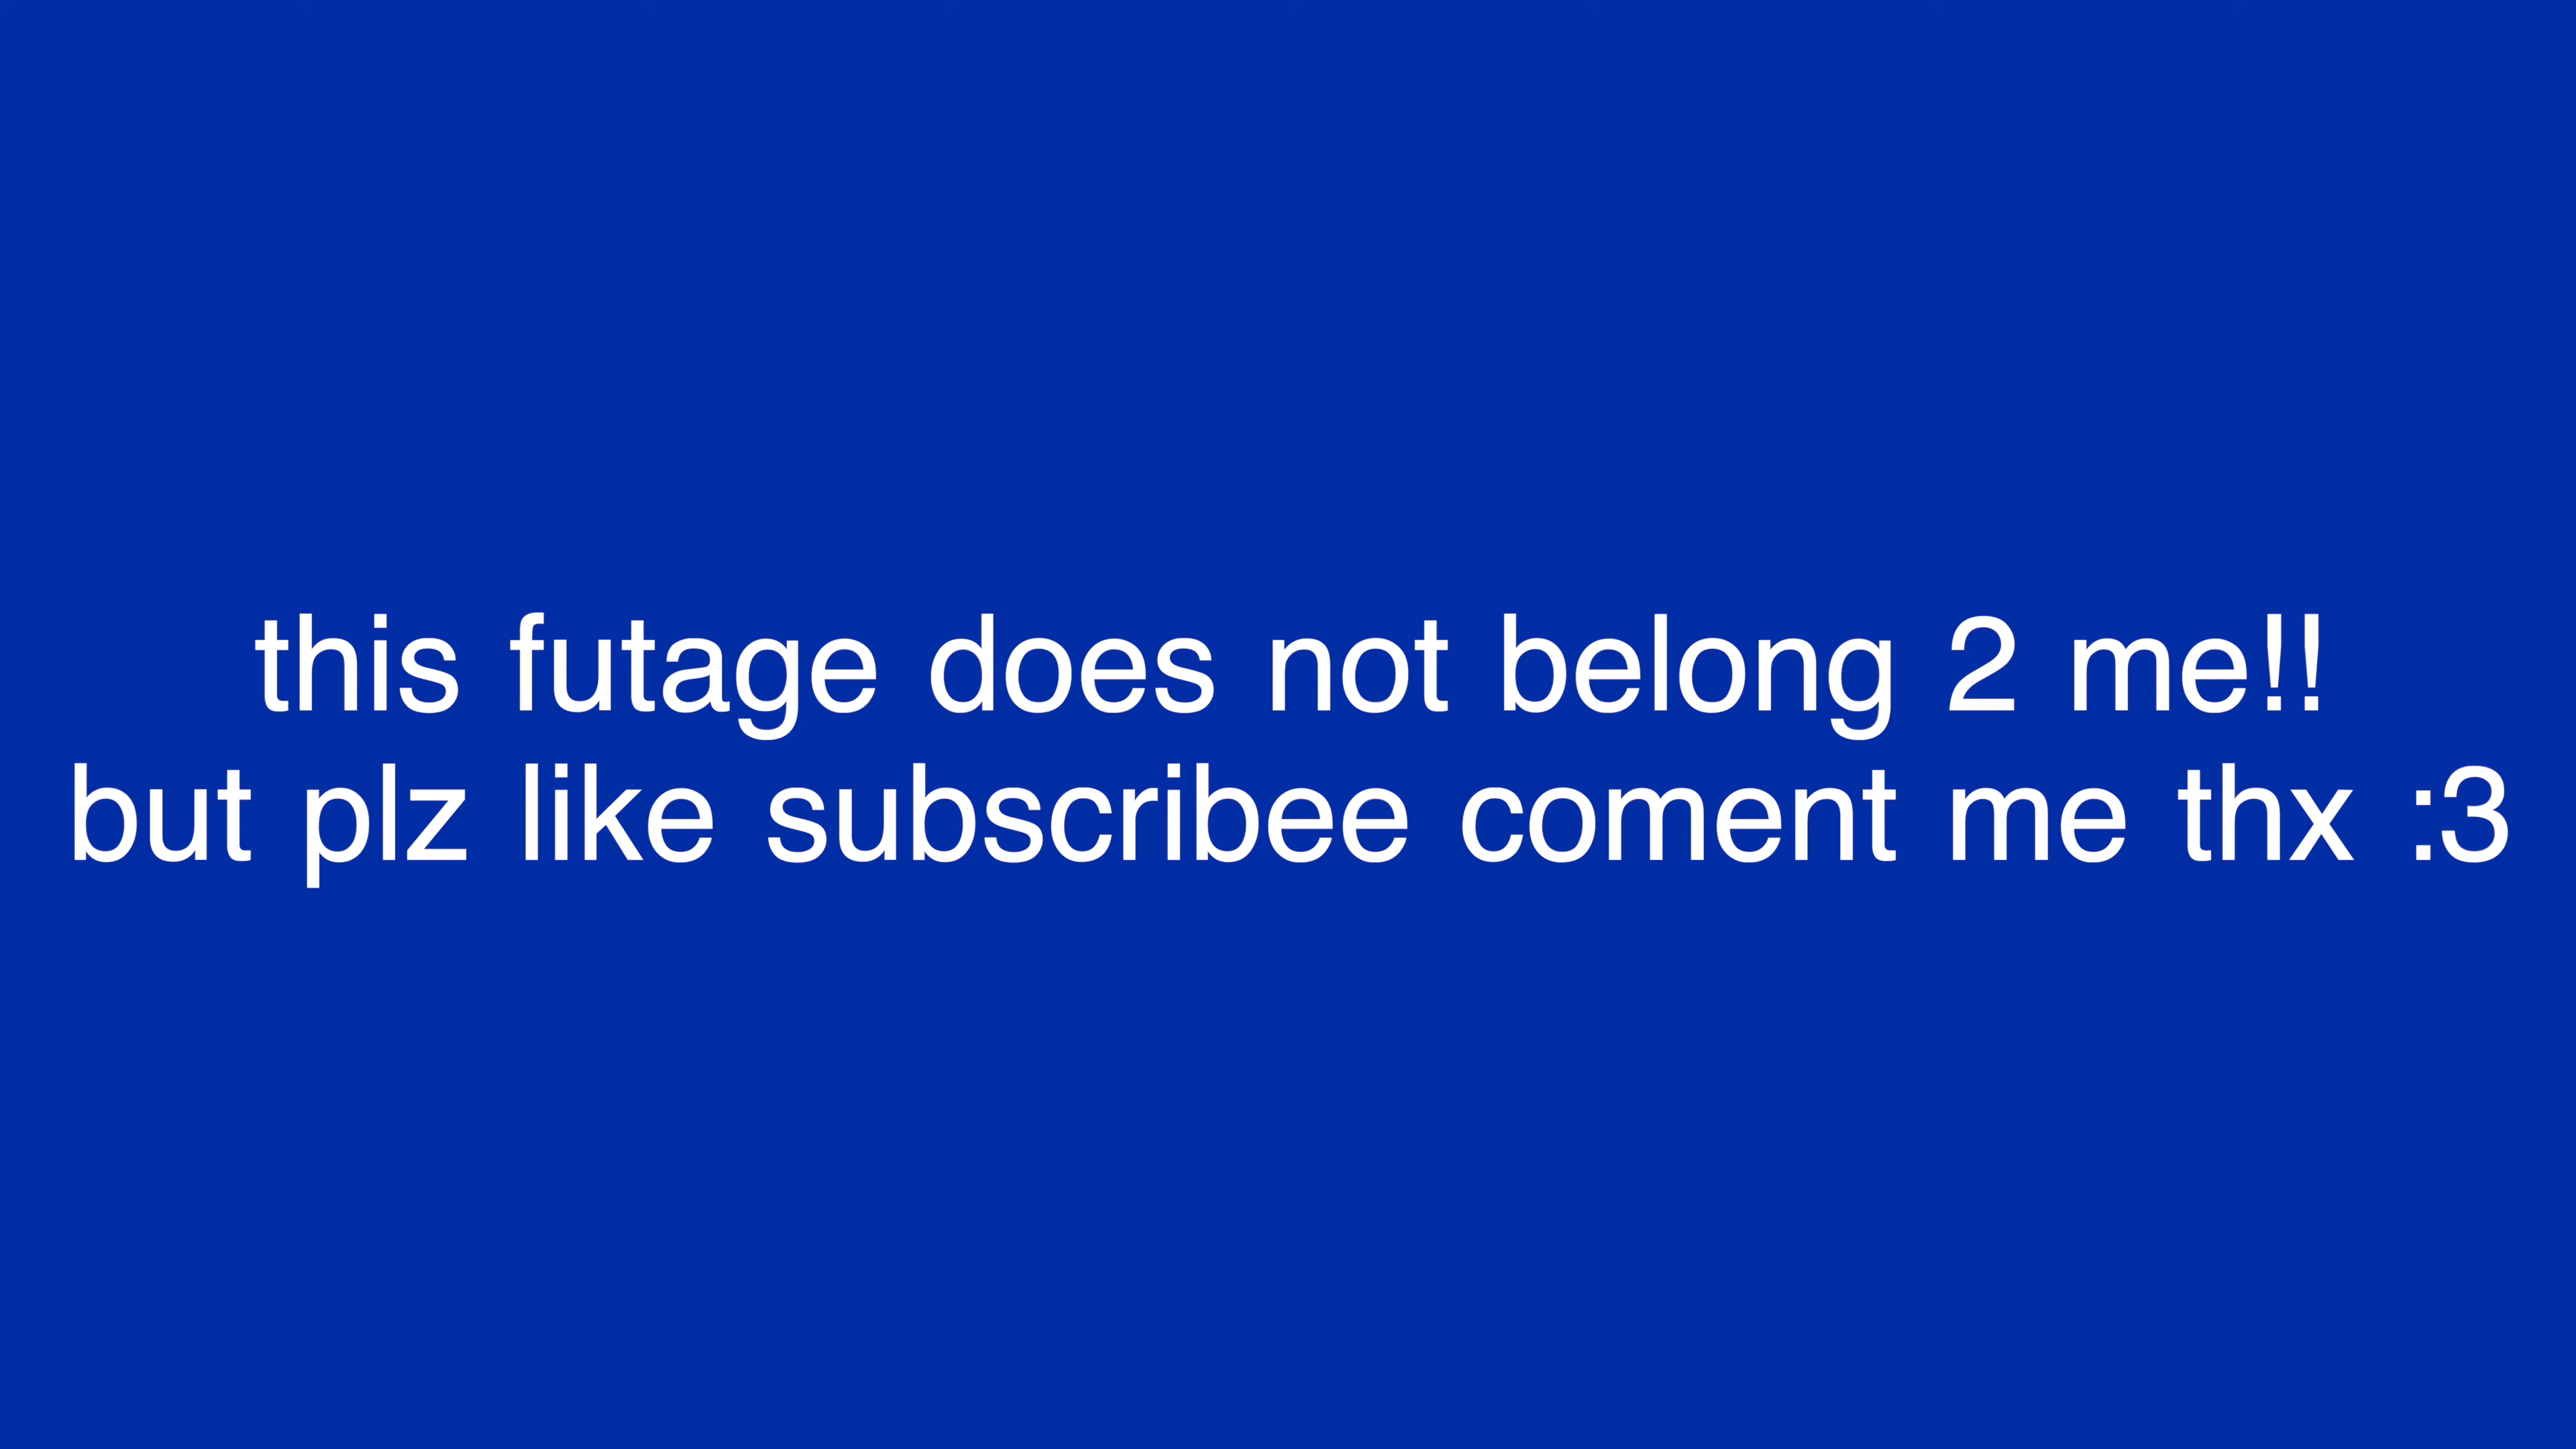 this futage does not belong 2 me!!
but plz like subscribee coment me thx :3